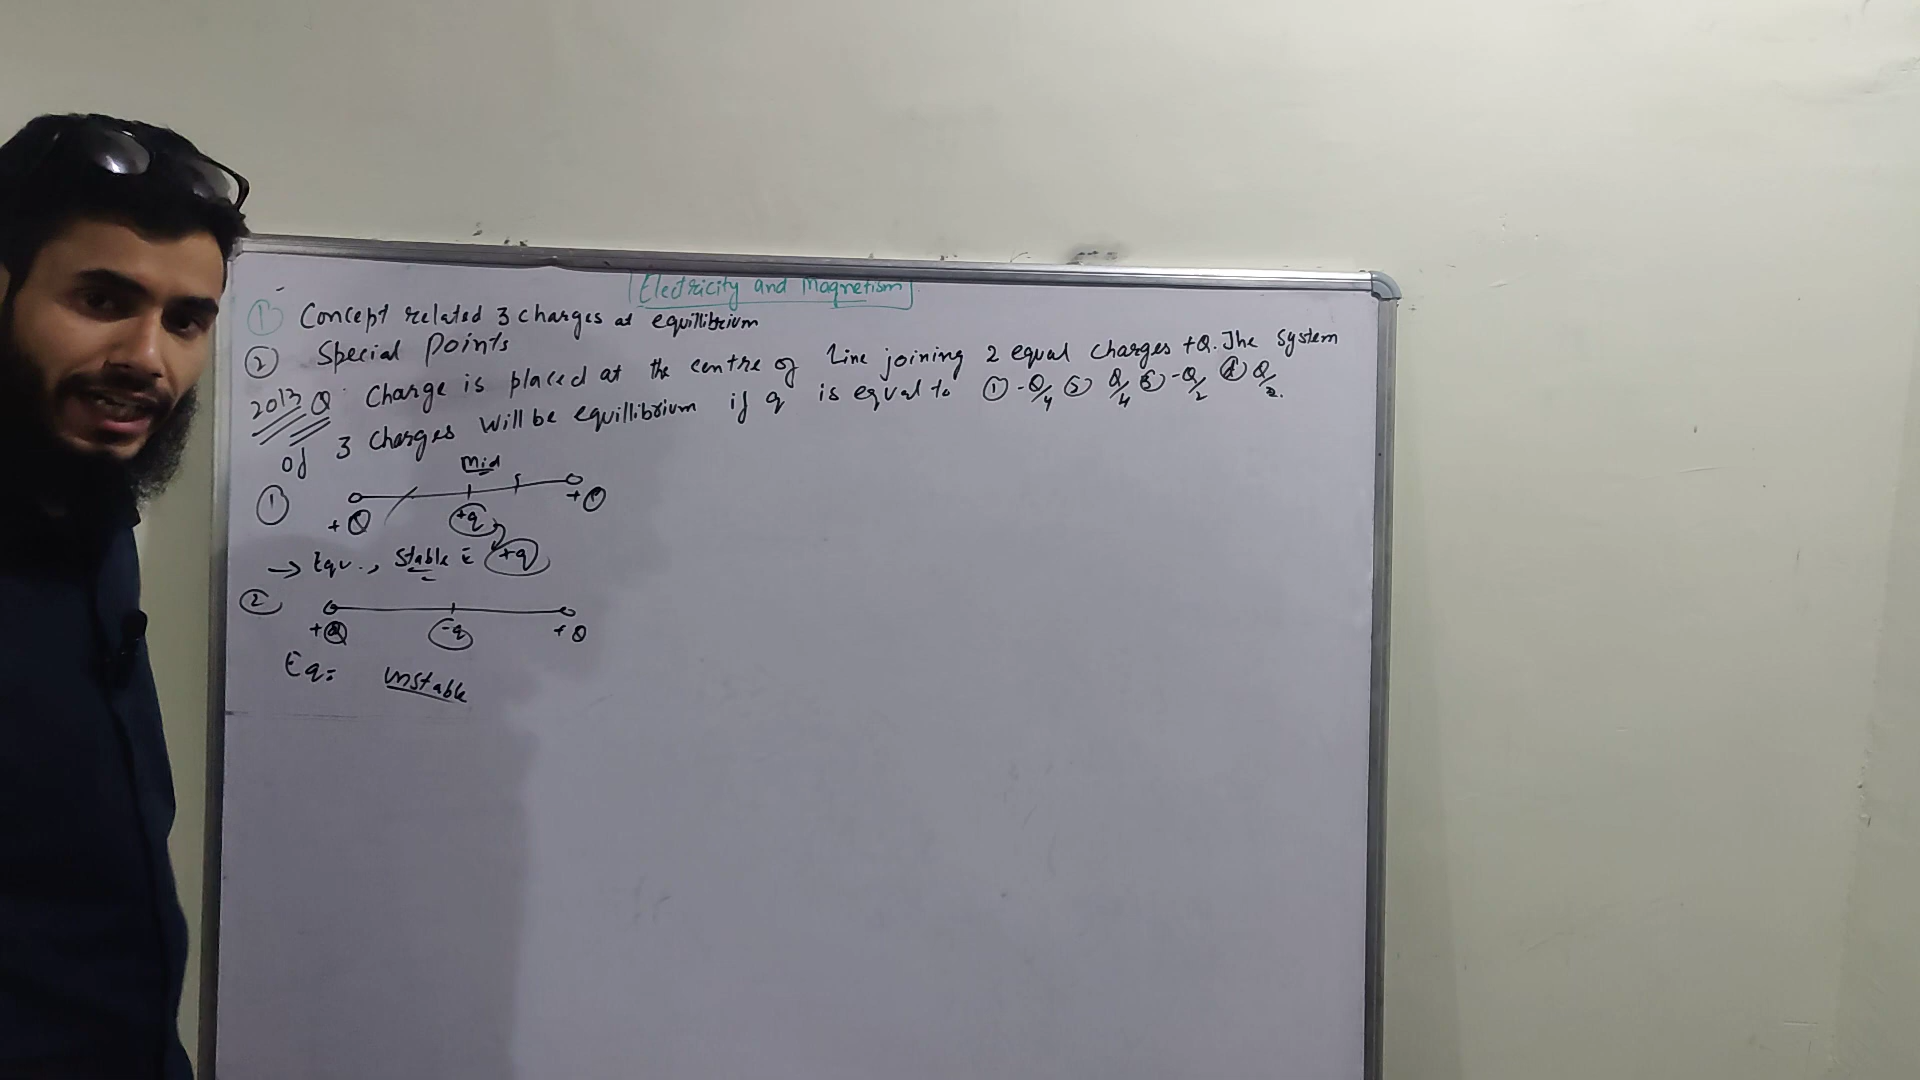 Electricity and Magnetism
① Concept related 3 charges at equillibrium
② Special Points
2013 Q Charge is placed at the centre of Line joining 2 equal charges +Q. The system
of 3 charges will be equillibrium if q is equal to ① -Q/4 ② Q/4 ③ -Q/2 ④ Q/2.
Mid
①
+Q +q +Q
→ Equ., Stable +q
②
+Q -q +Q
Eq= unstable